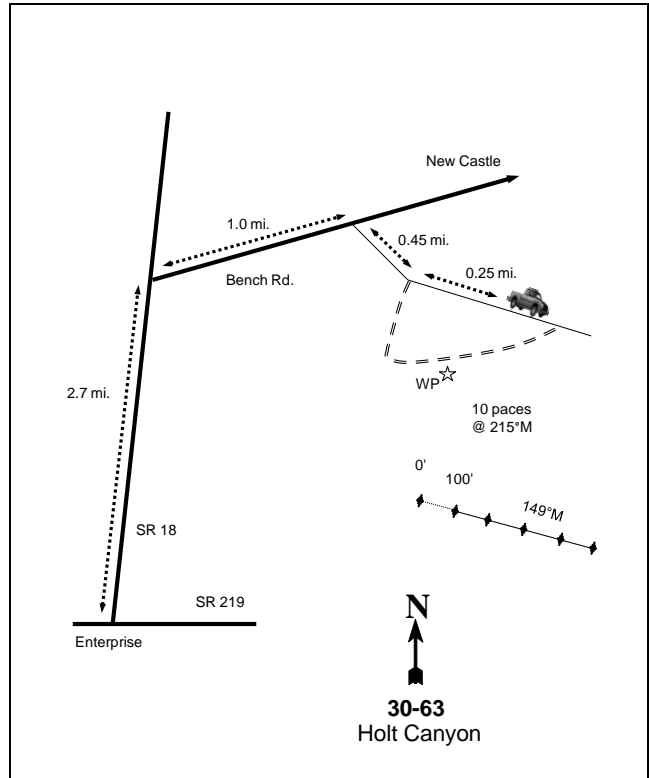 New Castle
1.0 mi.
0.45 mi.
0.25 mi.
Bench Rd.
2.7 mi.
WP
10 paces
@ 215°M
0'
100'
149°M
SR 18
SR 219
Enterprise
N
30-63
Holt Canyon